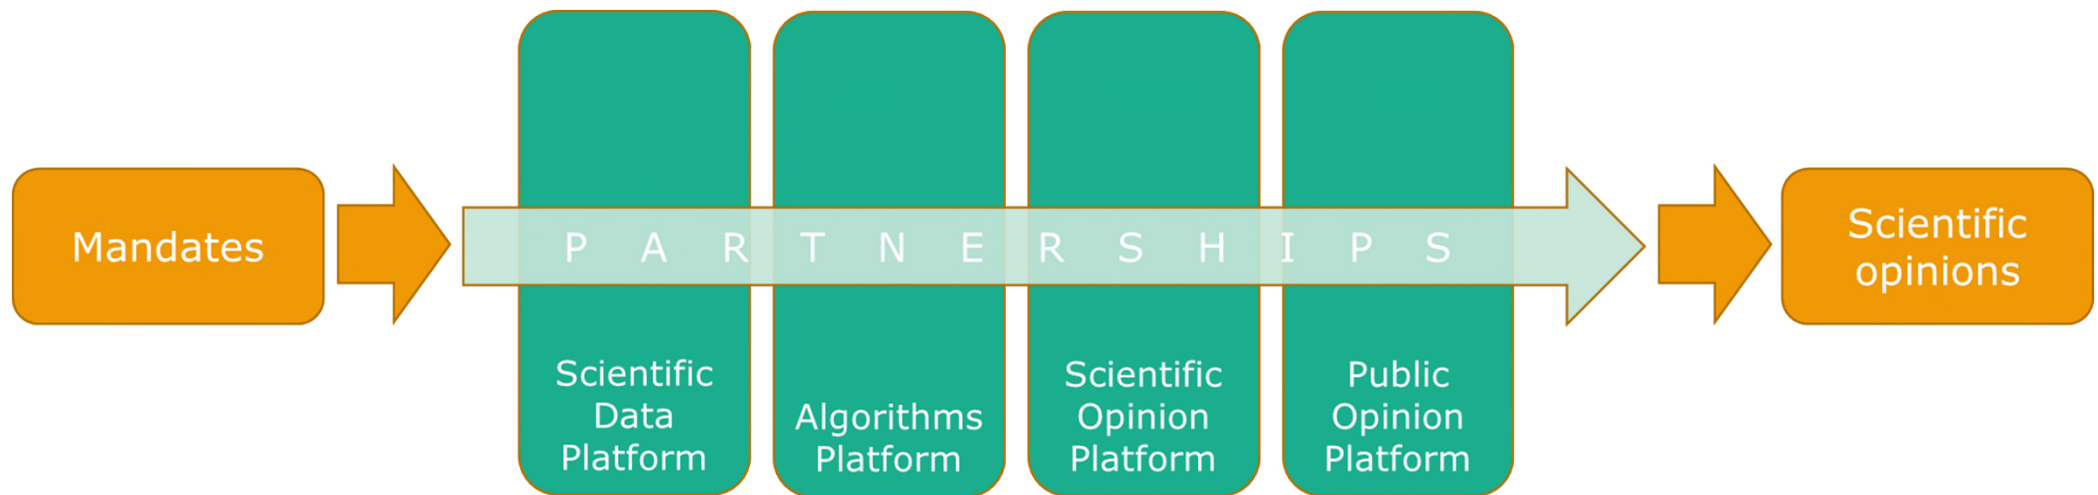 Mandates
P A R T N E R S H I P S
Scientific
Data
Platform
Algorithms
Platform
Scientific
Opinion
Platform
Public
Opinion
Platform
Scientific
opinions